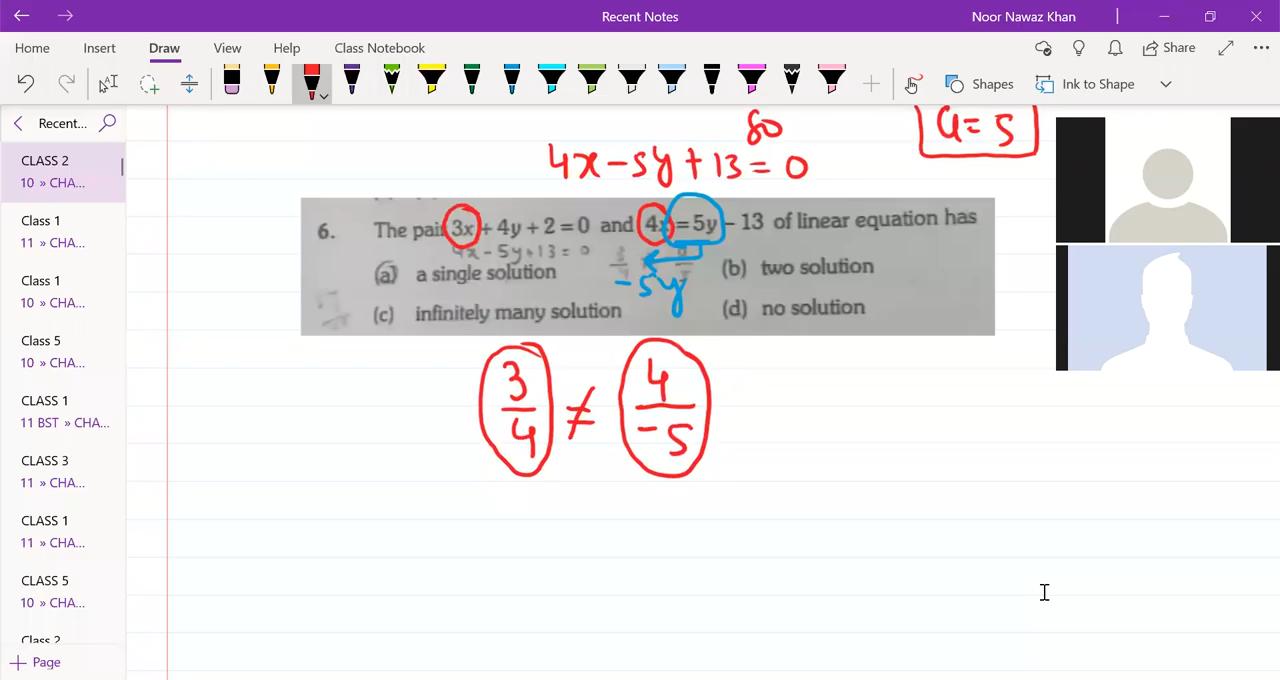 Recent Notes
Noor Nawaz Khan
Home Insert Draw View Help Class Notebook Share
Shapes Ink to Shape
Recent...
CLASS 2
10 » CHA...
Class 1
11 » CHA...
Class 1
10 » CHA...
Class 5
10 » CHA...
CLASS 1
11 BST » CHA...
CLASS 3
11 » CHA...
CLASS 1
11 » CHA...
CLASS 5
10 » CHA...
Class 2
Page
a = 5
80
4x - 5y + 13 = 0
6. The pair 3x + 4y + 2 = 0 and 4x = 5y - 13 of linear equation has
4x - 5y + 13 = 0
(a) a single solution (b) two solution
- 5y
(c) infinitely many solution (d) no solution
3/4 ≠ 4/-5